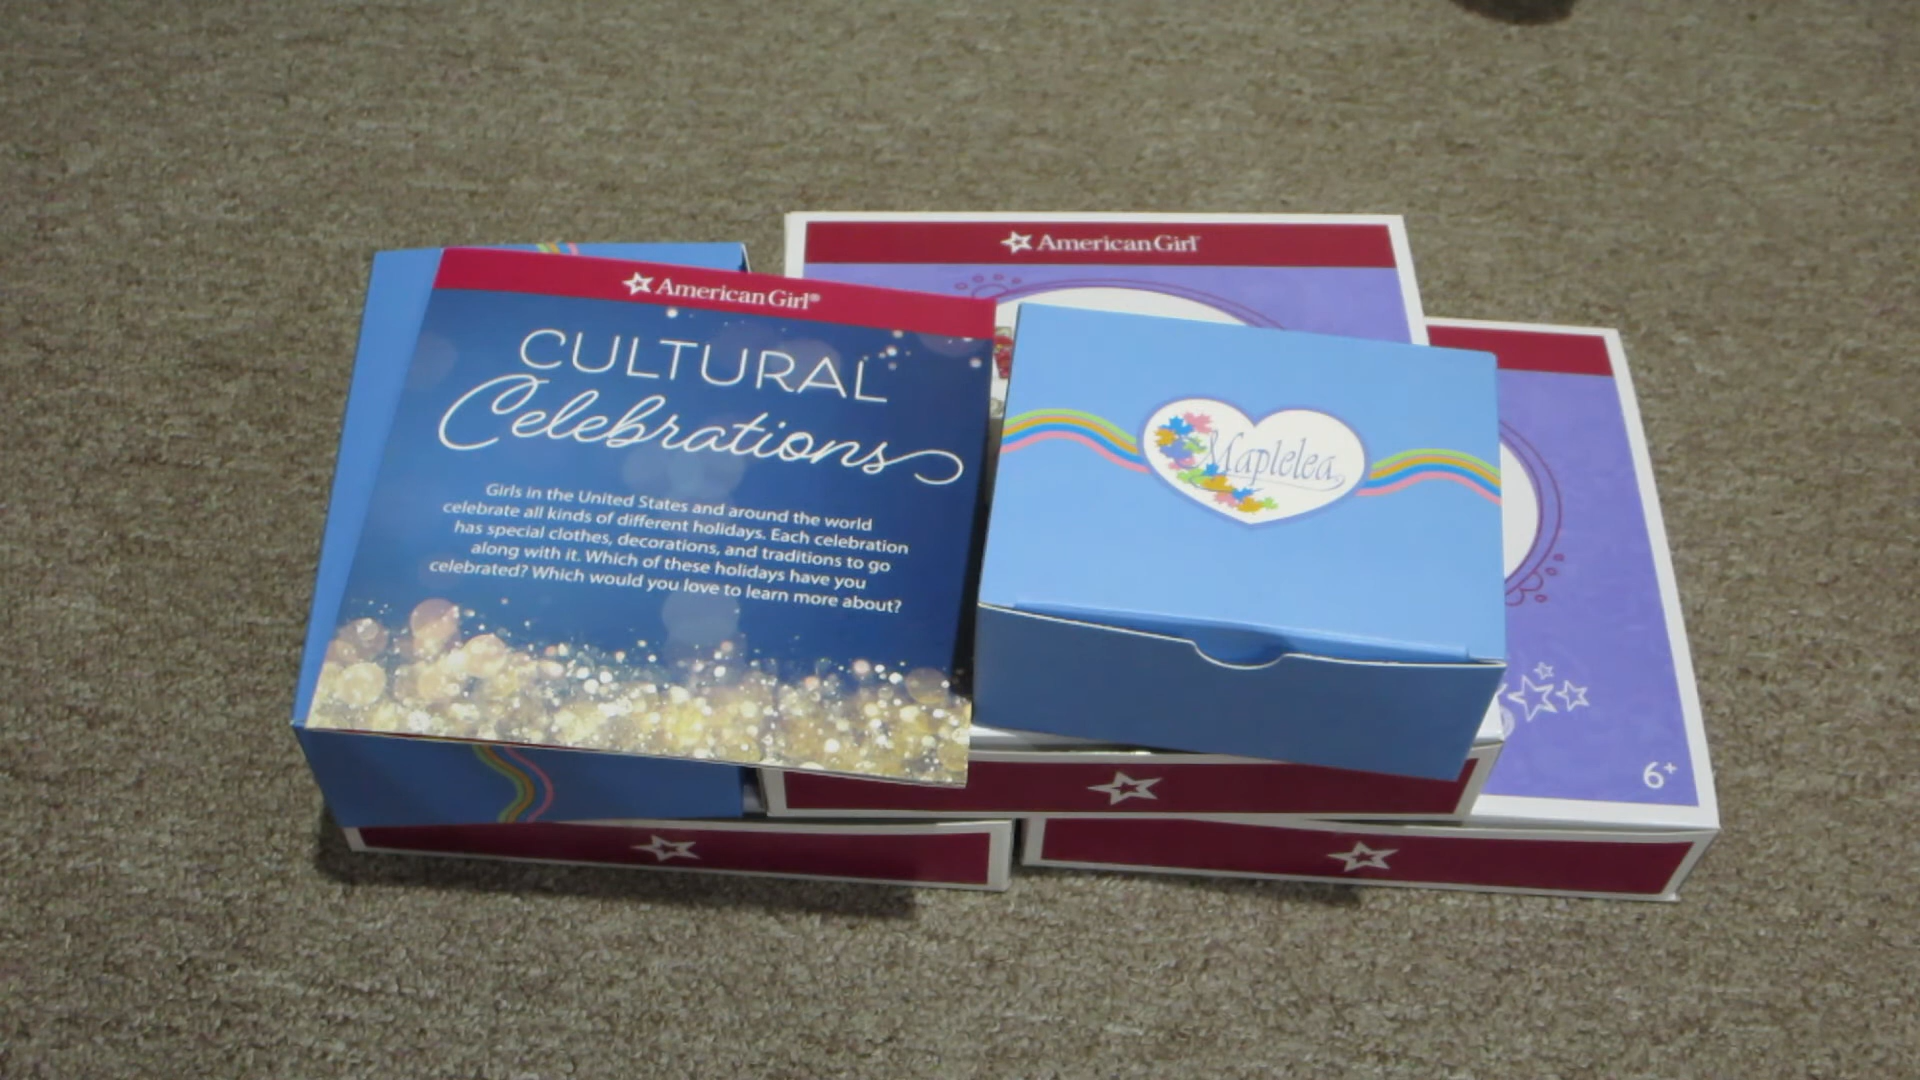 American Girl®
CULTURAL
Celebrations
Girls in the United States and around the world
celebrate all kinds of different holidays. Each celebration
has special clothes, decorations, and traditions to go
along with it. Which of these holidays have you
celebrated? Which would you love to learn more about?
American Girl®
Maplelea
6+